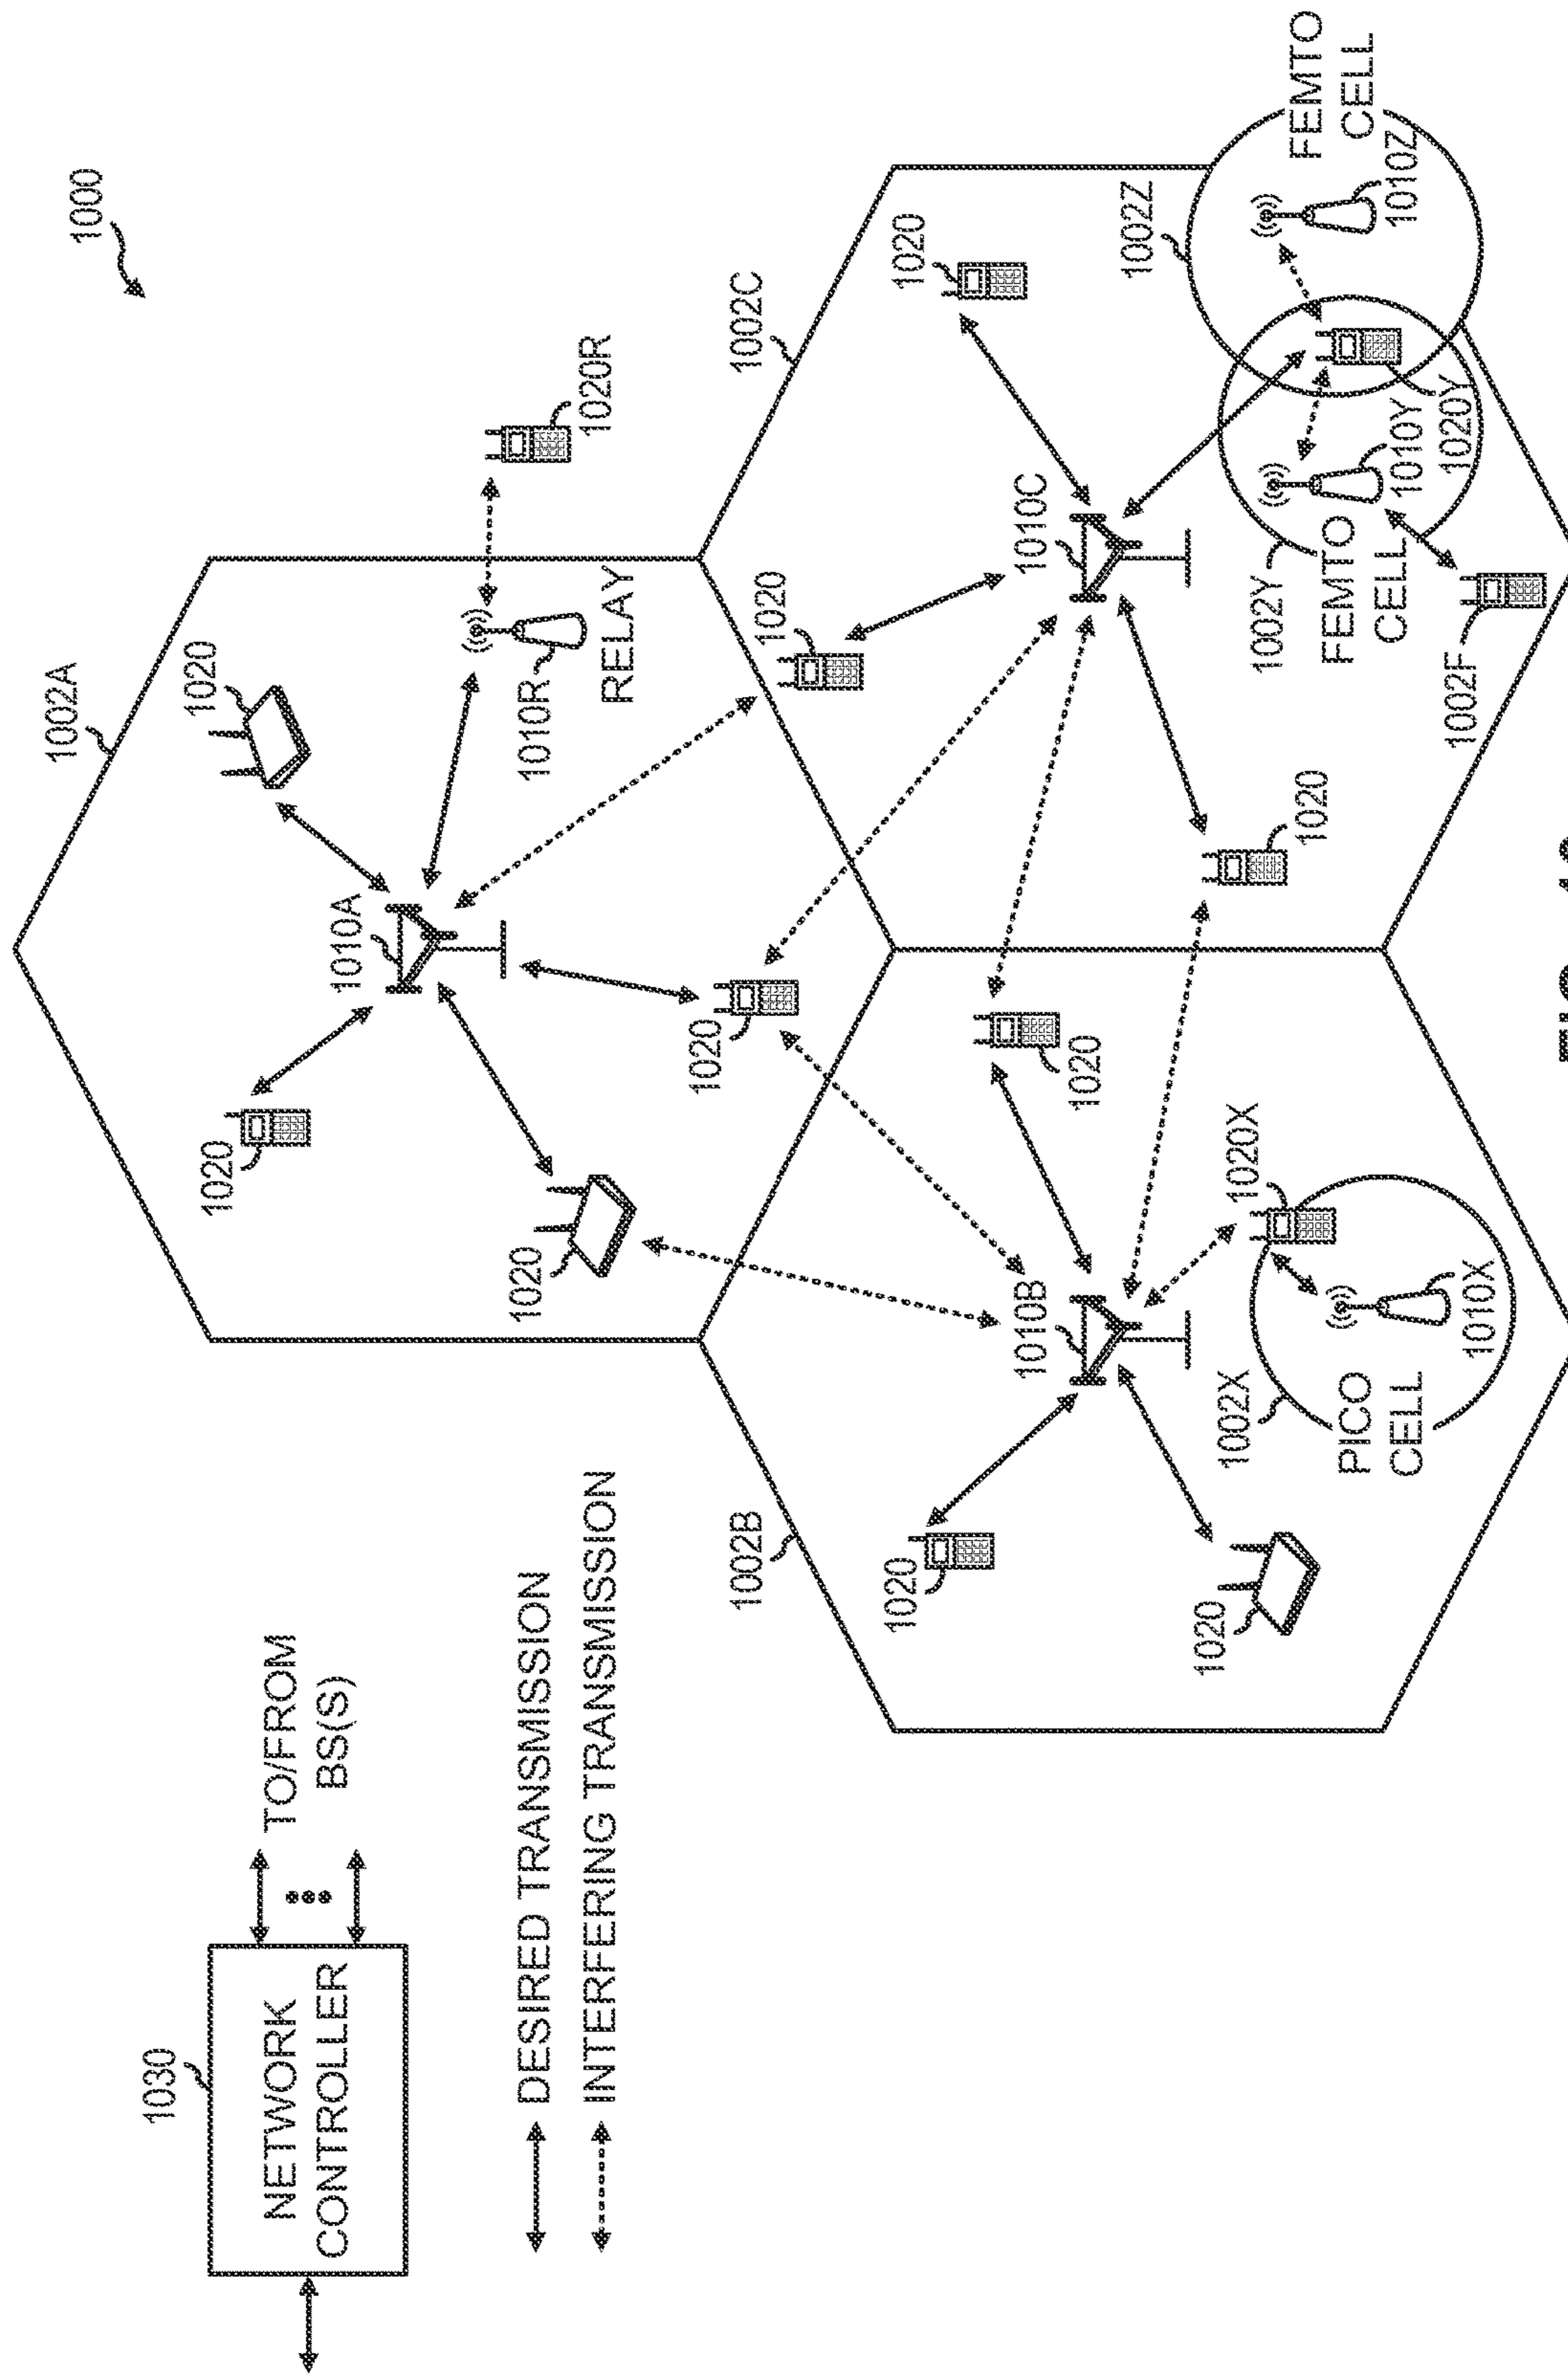 1000
1030
NETWORK
CONTROLLER
TO/FROM
BS(S)
DESIRED TRANSMISSION
INTERFERING TRANSMISSION
1002A
1020
1020
1010A
1010R
RELAY
1020R
1020
1020
1002B
1020
1020
1010B
1020
1020X
1002X
PICO
CELL
1010X
1002C
1020
1020
1010C
1020
1002Z
FEMTO
CELL
1010Z
1002Y
FEMTO
CELL
1010Y
1020Y
1002F